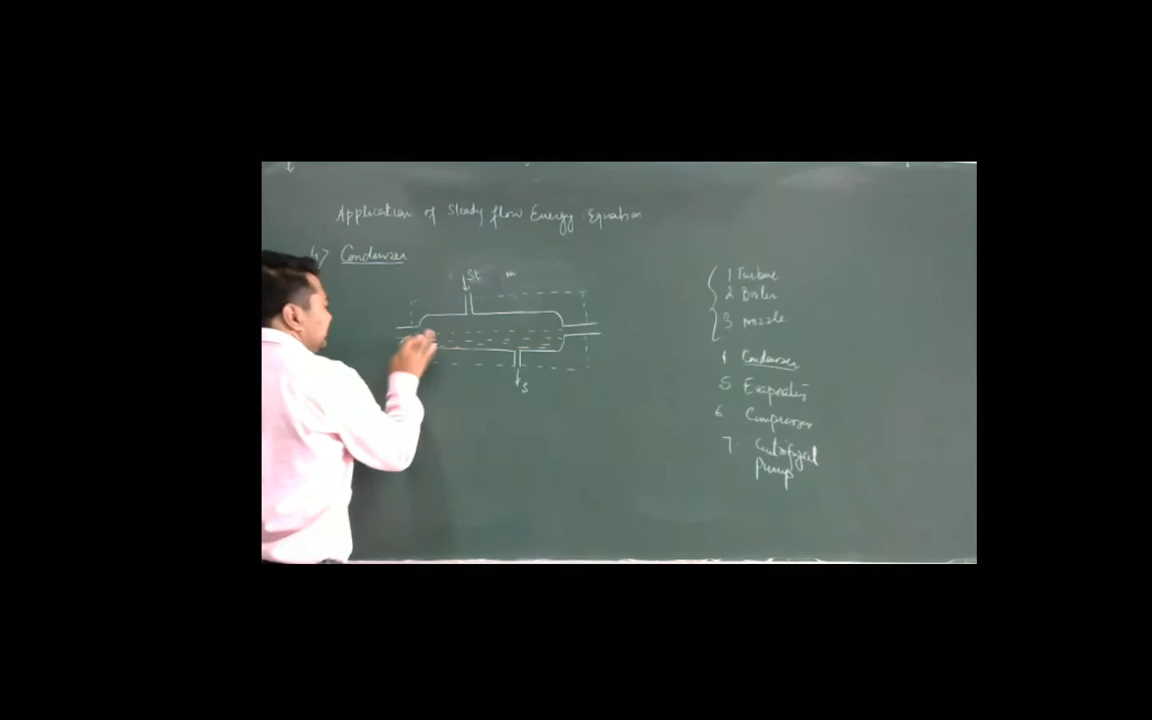 Application of Steady flow Energy Equation
4> Condenser
St m
s
1 Turbine
2 Boiler
3 nozzle
4 Condenser
5 Evaporator
6 Compressor
7. Centrifugal
Pump